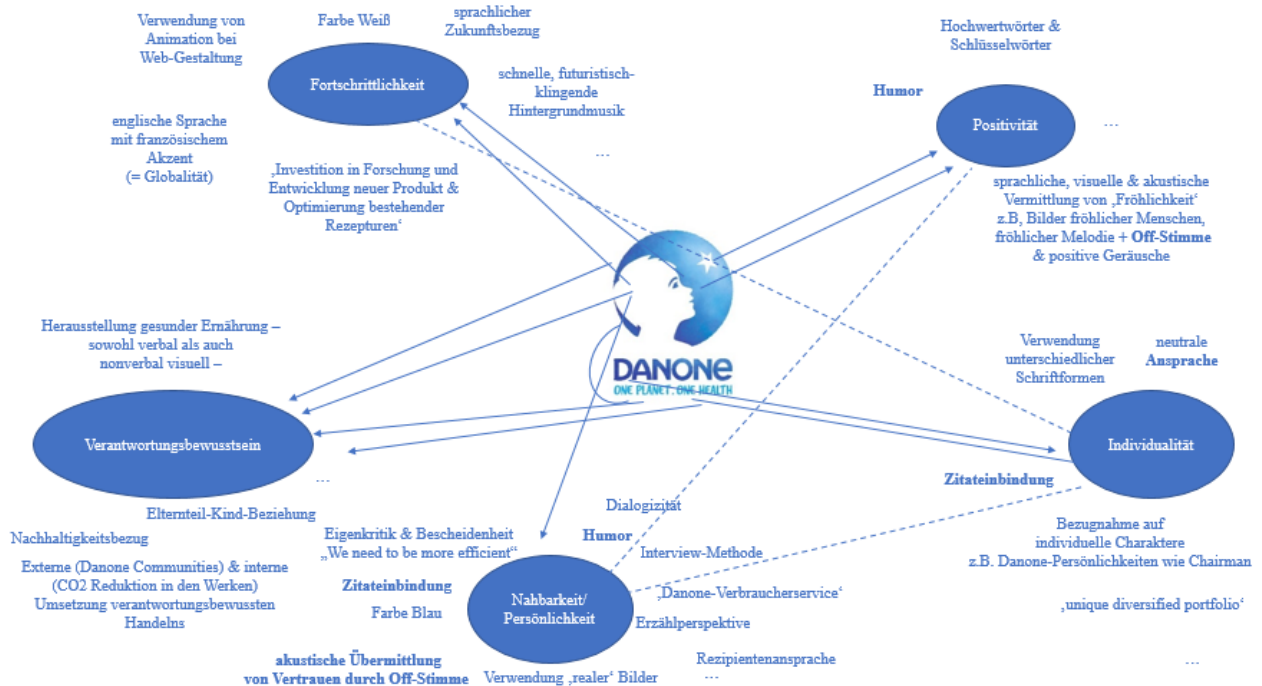 Verwendung von
Animation bei
Web-Gestaltung
Farbe Weiß
sprachlicher
Zukunftsbezug
Fortschrittlichkeit
schnelle, futuristisch-
klingende
Hintergrundmusik
...
englische Sprache
mit französischem
Akzent
(= Globalität)
‚Investition in Forschung und
Entwicklung neuer Produkt &
Optimierung bestehender
Rezepturen‘
Hochwertwörter &
Schlüsselwörter
Humor
Positivität
...
sprachliche, visuelle & akustische
Vermittlung von ‚Fröhlichkeit‘
z.B, Bilder fröhlicher Menschen,
fröhlicher Melodie + Off-Stimme
& positive Geräusche
DANONE
ONE PLANET. ONE HEALTH
Herausstellung gesunder Ernährung –
sowohl verbal als auch
nonverbal visuell –
Verantwortungsbewusstsein
...
Elternteil-Kind-Beziehung
Nachhaltigkeitsbezug
Externe (Danone Communities) & interne
(CO2 Reduktion in den Werken)
Umsetzung verantwortungsbewussten
Handelns
Verwendung
unterschiedlicher
Schriftformen
neutrale
Ansprache
Individualität
Zitateinbindung
Bezugnahme auf
individuelle Charaktere
z.B. Danone-Persönlichkeiten wie Chairman
‚unique diversified portfolio‘
...
Dialogizität
Eigenkritik & Bescheidenheit
„We need to be more efficient“
Humor
Interview-Methode
Zitateinbindung
Farbe Blau
Nahbarkeit/
Persönlichkeit
‚Danone-Verbraucherservice‘
Erzählperspektive
akustische Übermittlung
von Vertrauen durch Off-Stimme
Verwendung ‚realer‘ Bilder
Rezipientenansprache
...